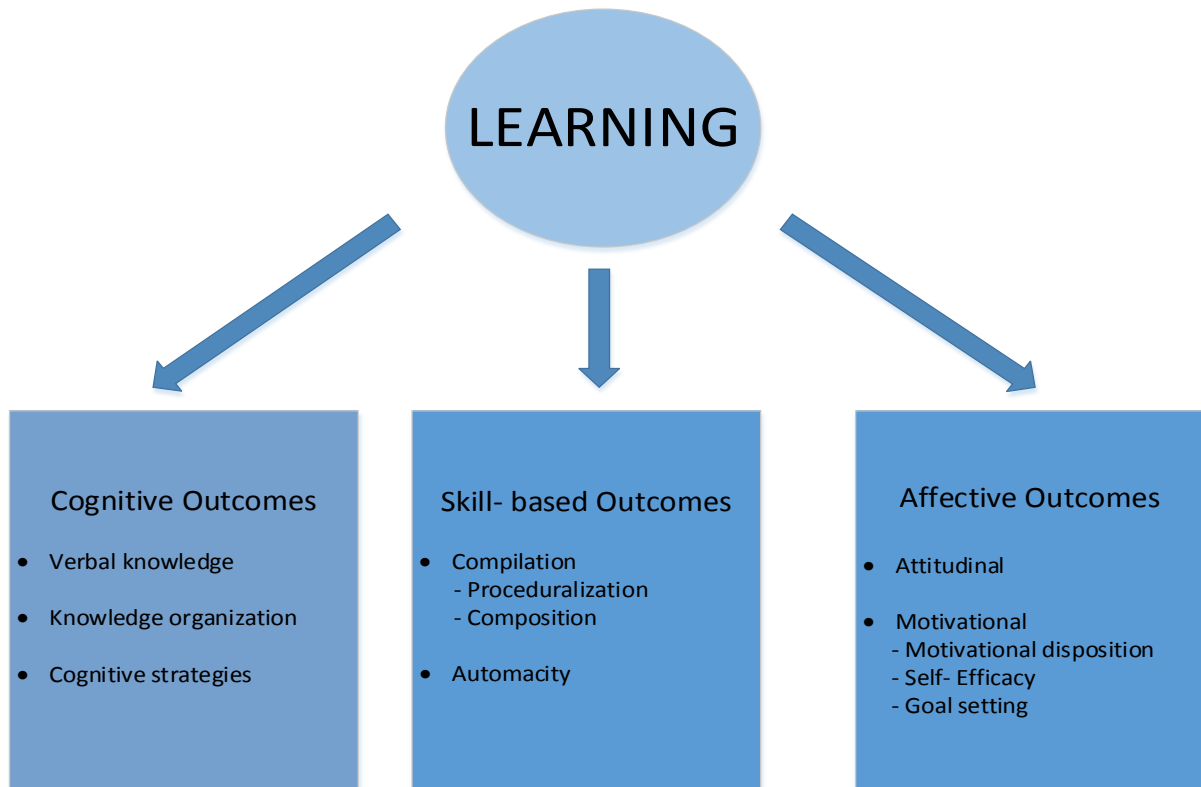 LEARNING
Cognitive Outcomes
• Verbal knowledge
• Knowledge organization
• Cognitive strategies
Skill- based Outcomes
• Compilation
- Proceduralization
- Composition
• Automacity
Affective Outcomes
• Attitudinal
• Motivational
- Motivational disposition
- Self- Efficacy
- Goal setting